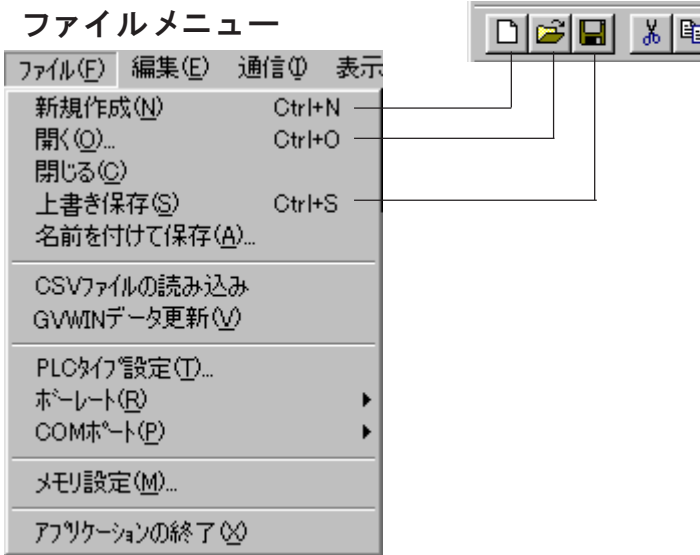 ファイルメニュー
ﾌｧｲﾙ(F) 編集(E) 通信(I) 表示
新規作成(N) Ctrl+N
開く(O)... Ctrl+O
閉じる(C)
上書き保存(S) Ctrl+S
名前を付けて保存(A)...
CSVﾌｧｲﾙの読み込み
GVWINデータ更新(V)
PLCﾀｲﾌﾟ設定(T)...
ﾎﾞｰﾚｰﾄ(R)
COMﾎﾟｰﾄ(P)
ﾒﾓﾘ設定(M)...
ｱﾌﾟﾘｹｰｼｮﾝの終了(X)